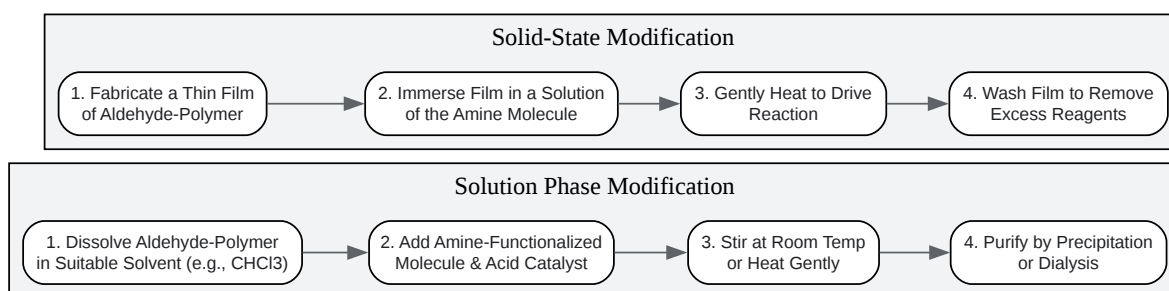 Solid-State Modification
1. Fabricate a Thin Film
of Aldehyde-Polymer
2. Immerse Film in a Solution
of the Amine Molecule
3. Gently Heat to Drive
Reaction
4. Wash Film to Remove
Excess Reagents
Solution Phase Modification
1. Dissolve Aldehyde-Polymer
in Suitable Solvent (e.g., CHCl3)
2. Add Amine-Functionalized
Molecule & Acid Catalyst
3. Stir at Room Temp
or Heat Gently
4. Purify by Precipitation
or Dialysis